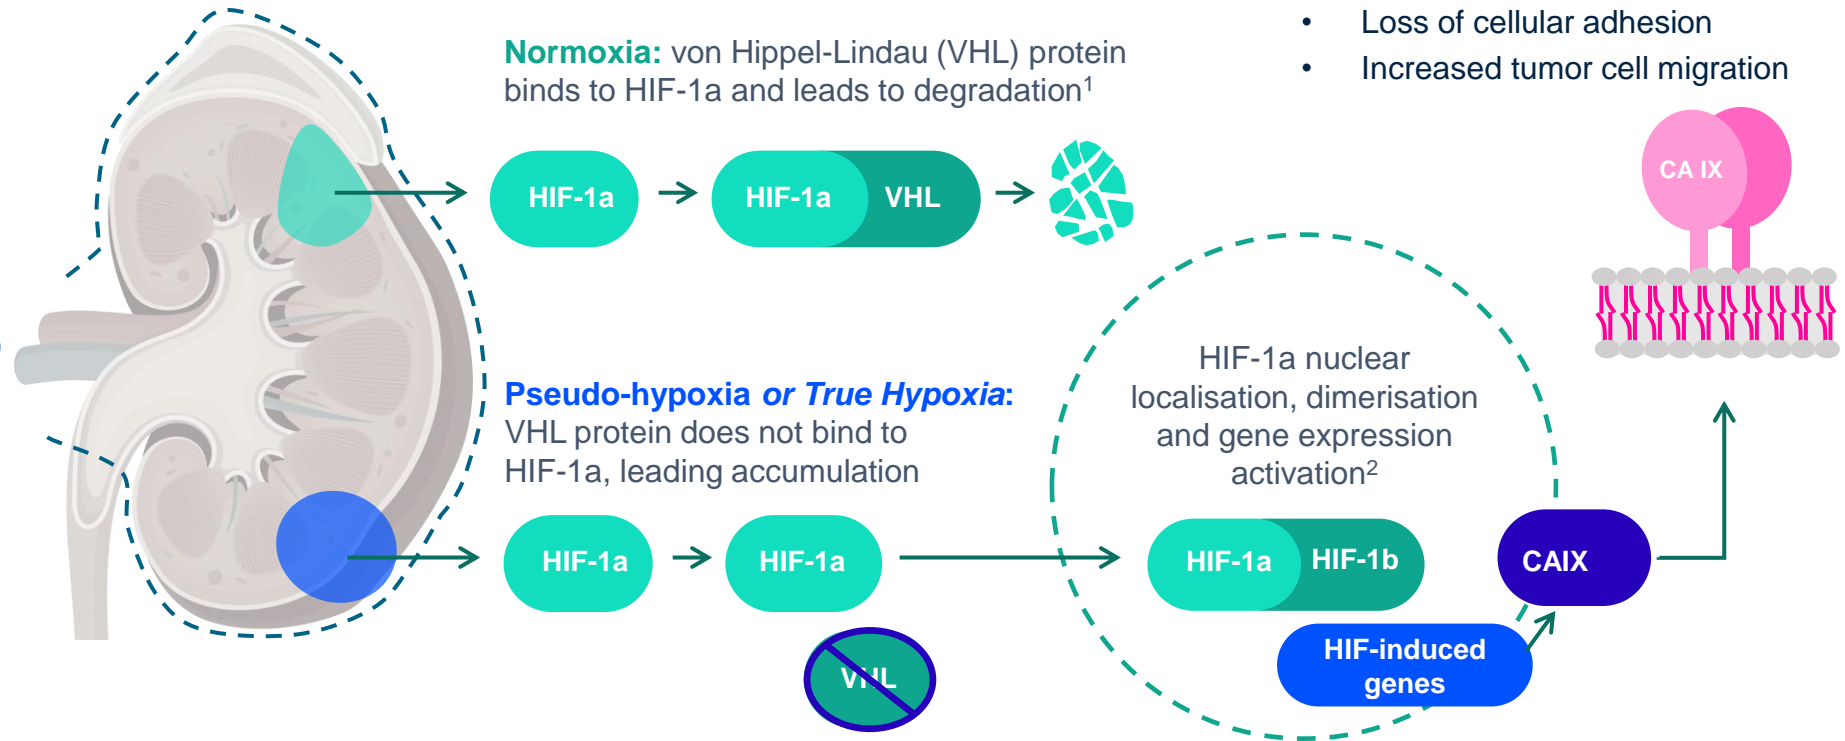 • Loss of cellular adhesion
• Increased tumor cell migration
Normoxia: von Hippel-Lindau (VHL) protein
binds to HIF-1a and leads to degradation1
HIF-1a
HIF-1a VHL
CA IX
Pseudo-hypoxia or True Hypoxia:
VHL protein does not bind to
HIF-1a, leading accumulation
HIF-1a nuclear
localisation, dimerisation
and gene expression
activation2
HIF-1a
HIF-1a
HIF-1a HIF-1b
CAIX
VHL
HIF-induced
genes